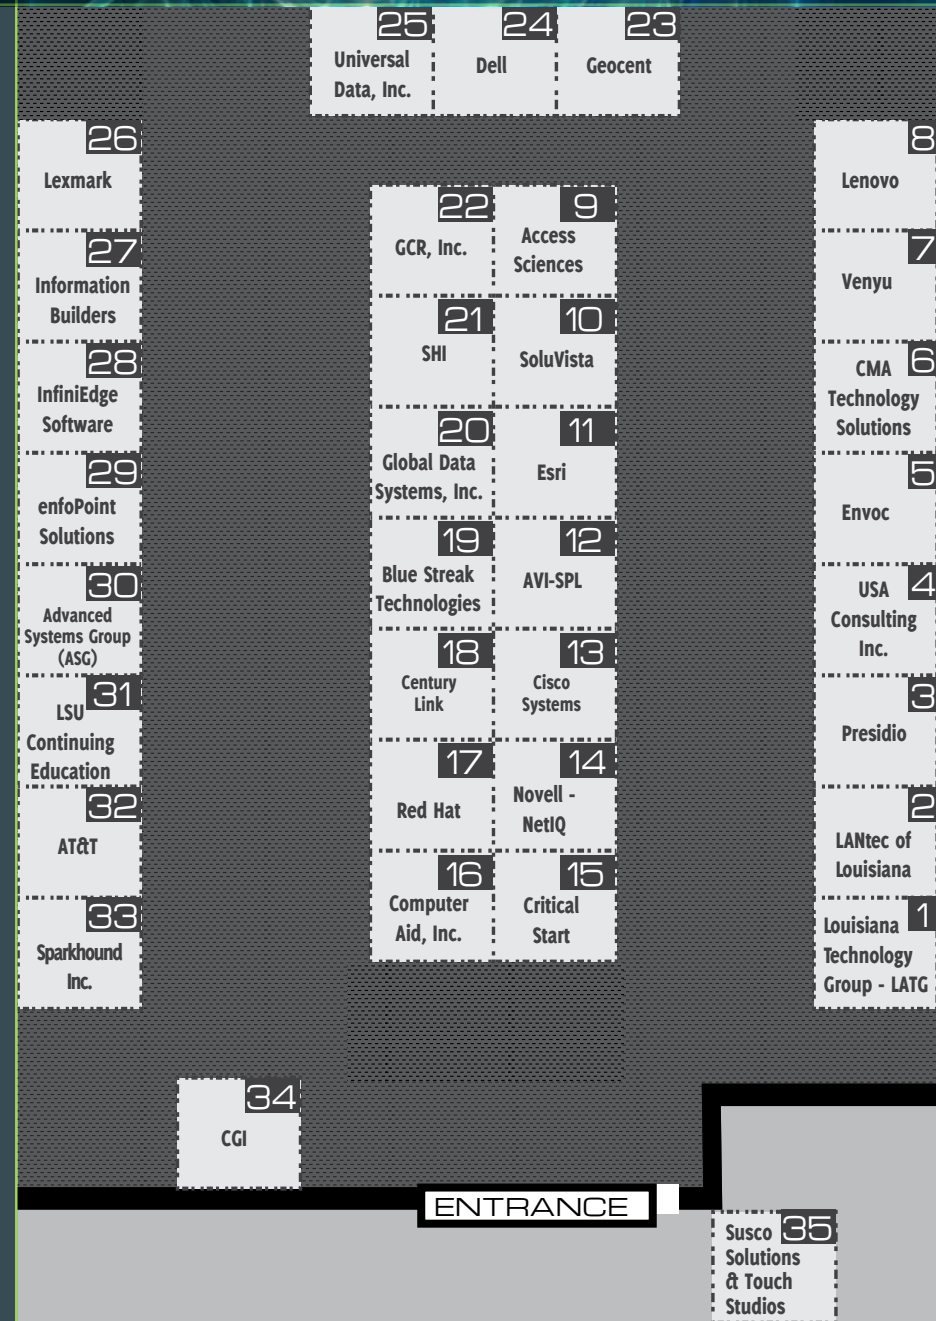 25
Universal
Data, Inc.
24
Dell
23
Geocent
26
Lexmark
27
Information
Builders
28
InfiniEdge
Software
29
enfoPoint
Solutions
30
Advanced
Systems Group
(ASG)
31
LSU
Continuing
Education
32
AT&T
33
Sparkhound
Inc.
22
GCR, Inc.
9
Access
Sciences
21
SHI
10
SoluVista
20
Global Data
Systems, Inc.
11
Esri
19
Blue Streak
Technologies
12
AVI-SPL
18
Century
Link
13
Cisco
Systems
17
Red Hat
14
Novell -
NetIQ
16
Computer
Aid, Inc.
15
Critical
Start
8
Lenovo
7
Venyu
6
CMA
Technology
Solutions
5
Envoc
4
USA
Consulting
Inc.
3
Presidio
2
LANtec of
Louisiana
1
Louisiana
Technology
Group - LATG
34
CGI
ENTRANCE
35
Susco
Solutions
& Touch
Studios